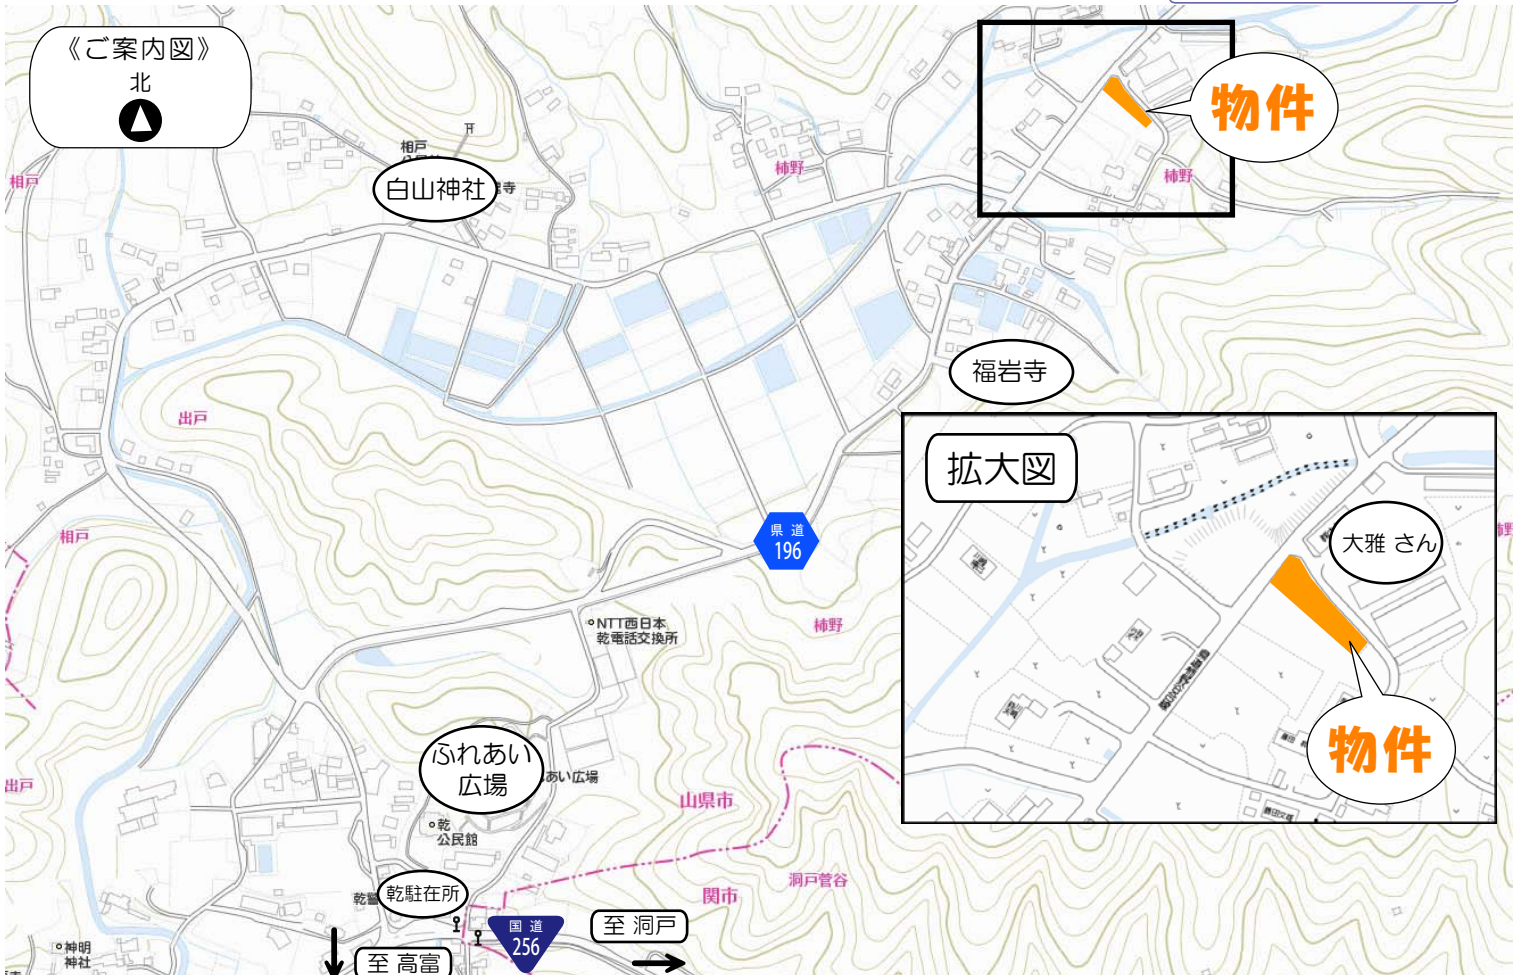 《ご案内図》
北
物件
相戸
相戸
白山神社
寺
柿野
柿野
福岩寺
出戸
拡大図
大雅 さん
県 道
196
相戸
NTT西日本
乾電話交換所
柿野
物件
ふれあい
広場
あい広場
山県市
出戸
乾
公民館
洞戸菅谷
関市
乾駐在所
国 道
256
至 洞戸
神明
神社
至 高富